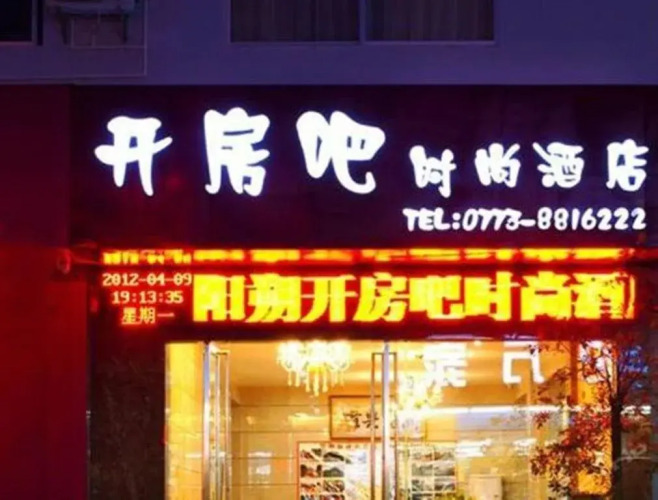 开房吧 时尚酒店
TEL:0773-8816222
2012-04-09
19:13:35
星期一
阳朔开房吧时尚酒